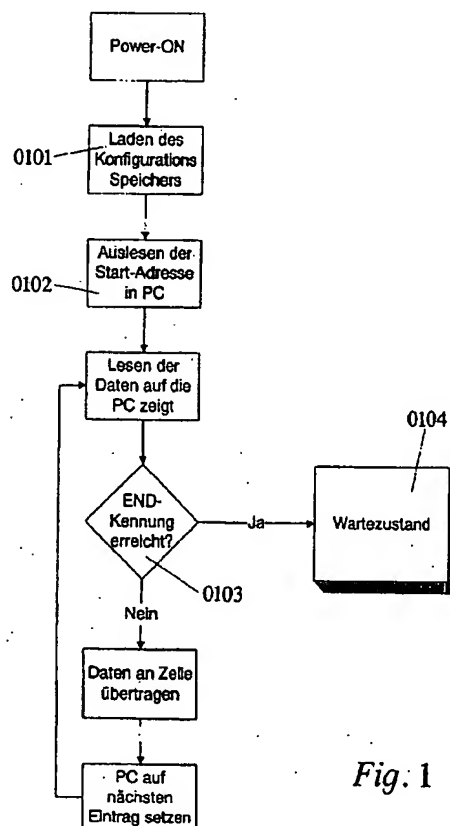 Power-ON
0101
Laden des
Konfigurations
Speichers
0102
Auslesen der
Start-Adresse
in PC
Lesen der
Daten auf die
PC zeigt
0104
END-
Kennung
erreicht?
Ja
Wartezustand
0103
Nein
Daten an Zelle
übertragen
PC auf
nächsten
Eintrag setzen
Fig. 1